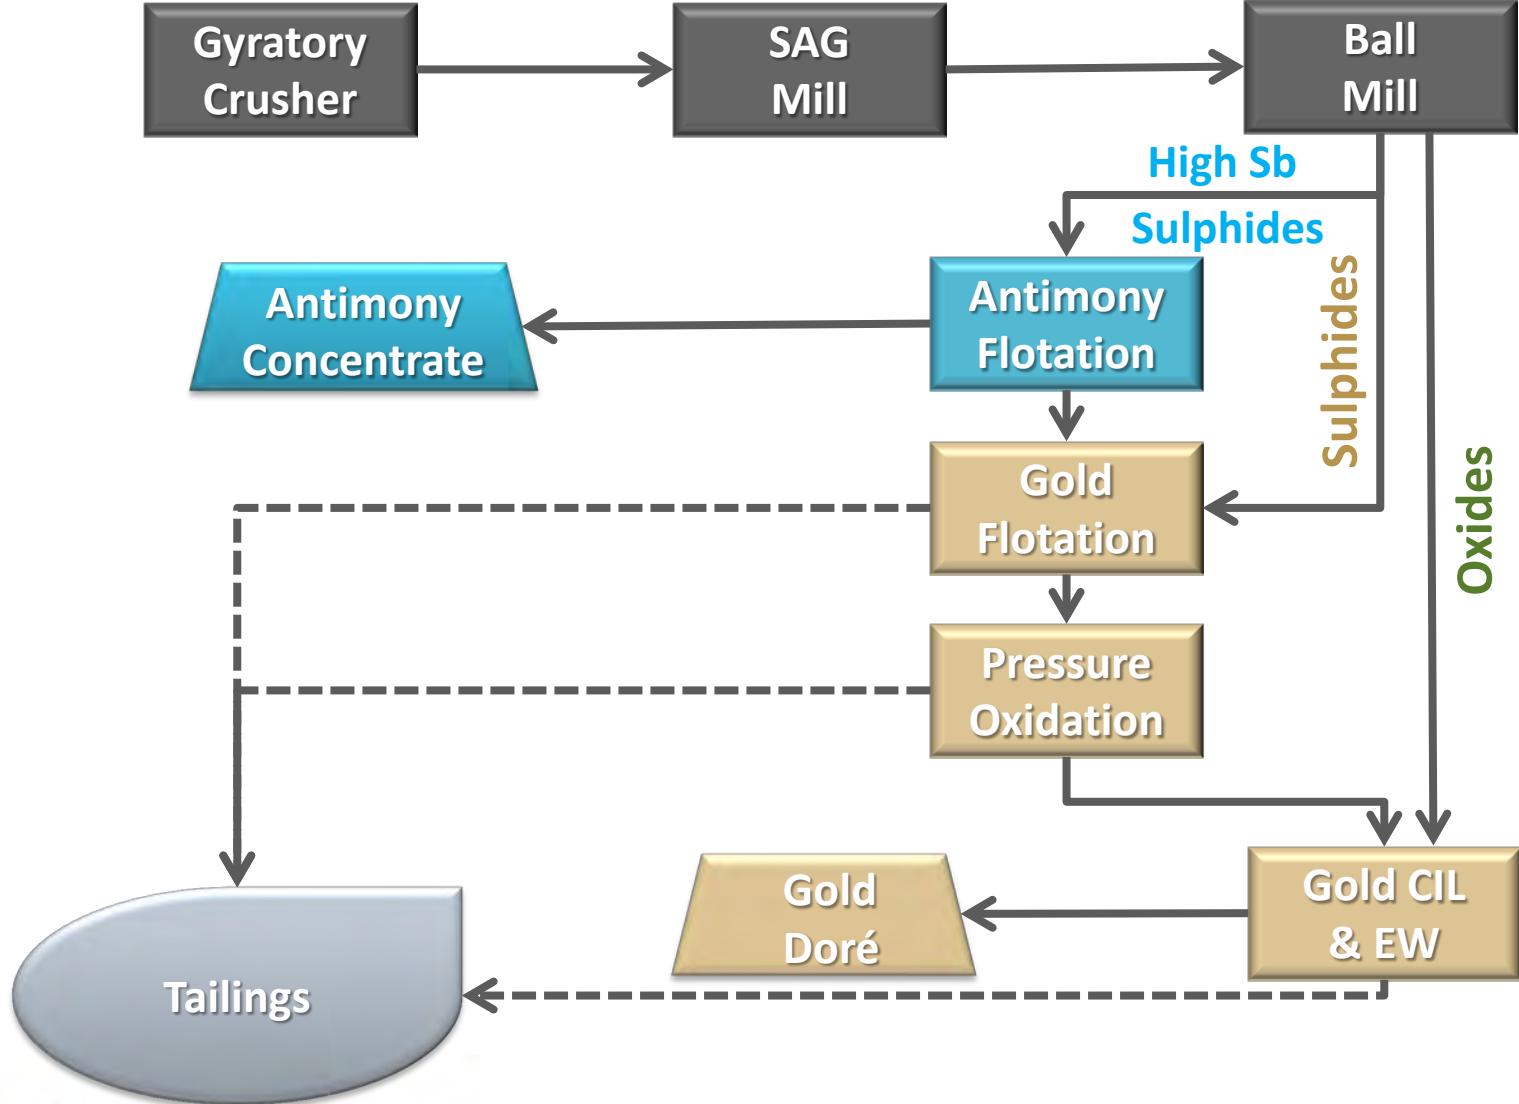 Gyratory
Crusher
SAG
Mill
Ball
Mill
High Sb
Sulphides
Antimony
Concentrate
Antimony
Flotation
Sulphides
Gold
Flotation
Oxides
Pressure
Oxidation
Gold
Doré
Gold CIL
& EW
Tailings